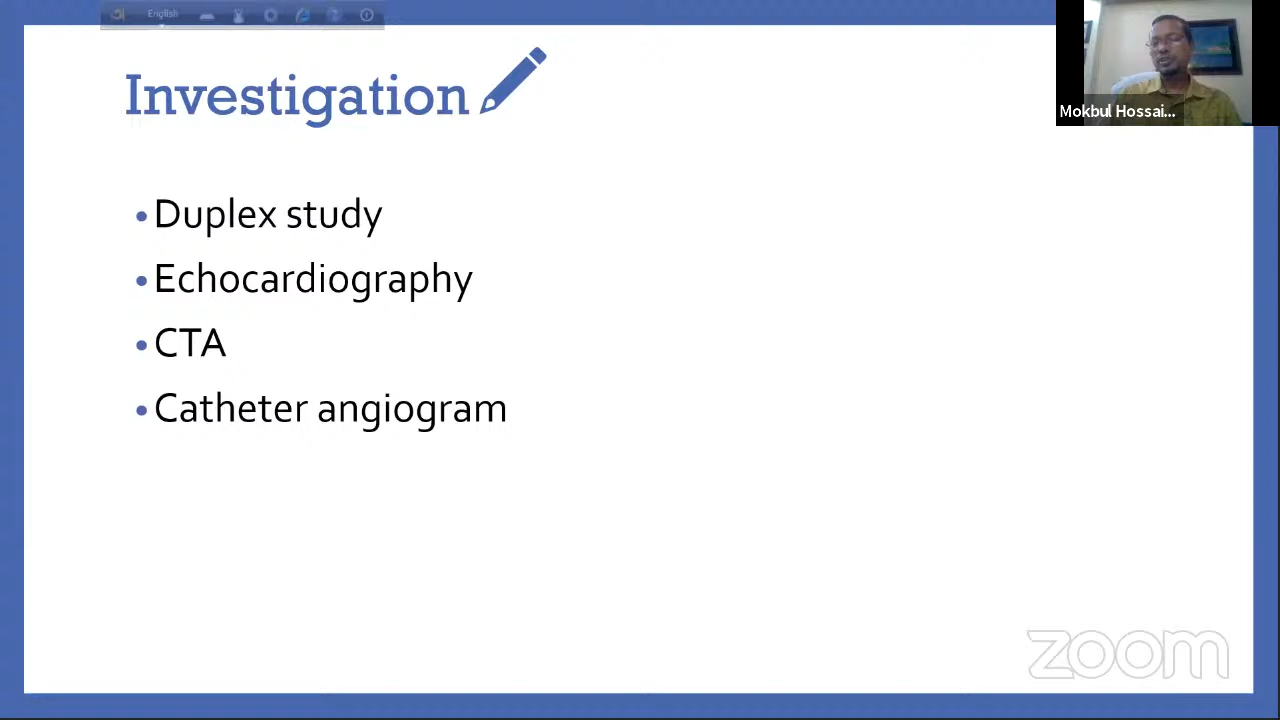 English
Investigation
Mokbul Hossai...
• Duplex study
• Echocardiography
• CTA
• Catheter angiogram
zoom